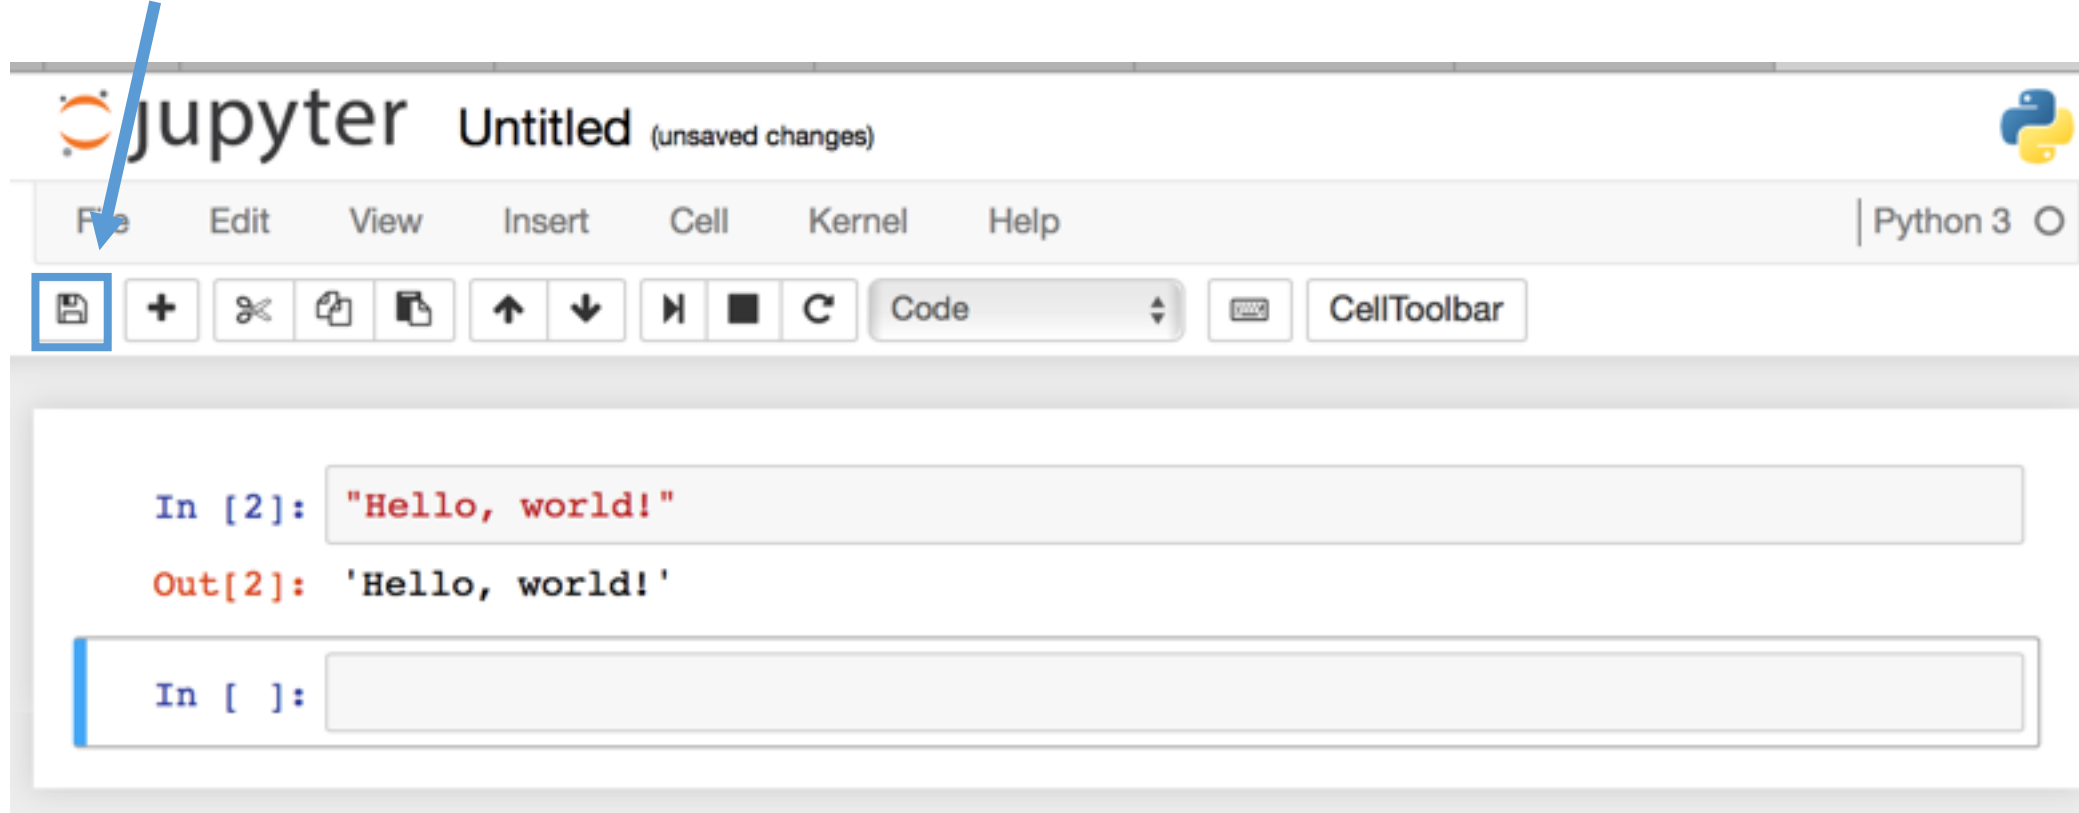 jupyter Untitled (unsaved changes)
File Edit View Insert Cell Kernel Help Python 3
Code CellToolbar
In [2]: "Hello, world!"
Out[2]: 'Hello, world!'
In [ ]: